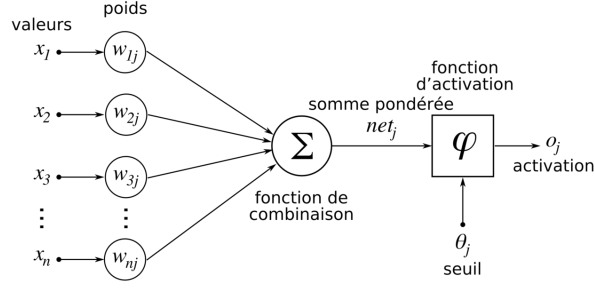 poids
valeurs
x1 w1j
x2 w2j
x3 w3j
⋮ ⋮
xn wnj
Σ
fonction de
combinaison
somme pondérée
netj
fonction
d'activation
φ
oj
activation
θj
seuil